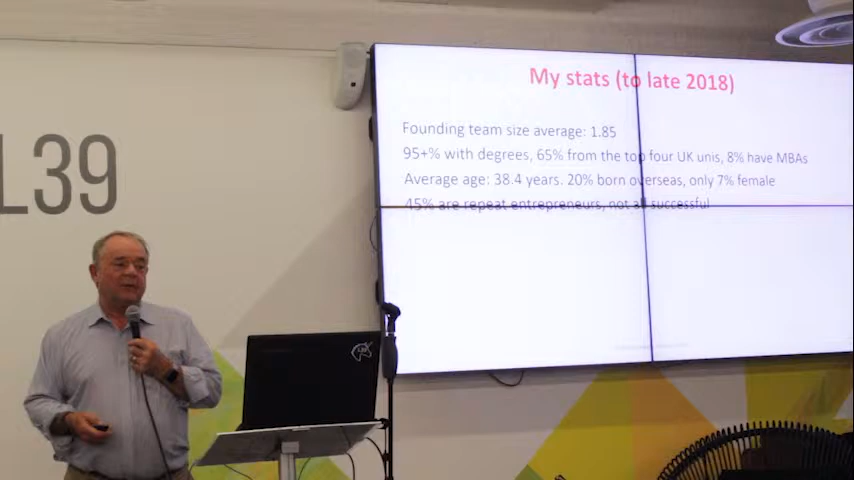 L39
My stats (to late 2018)
Founding team size average: 1.85
95+% with degrees, 65% from the top four UK unis, 8% have MBAs
Average age: 38.4 years. 20% born overseas, only 7% female
45% are repeat entrepreneurs, not all successful